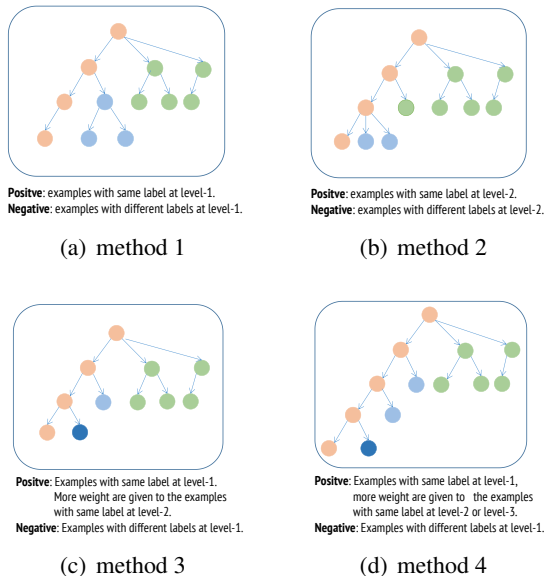 Positve: examples with same label at level-1.
Negative: examples with different labels at level-1.
(a) method 1
Positve: examples with same label at level-2.
Negative: examples with different labels at level-2.
(b) method 2
Positve: Examples with same label at level-1.
More weight are given to the examples
with same label at level-2.
Negative: Examples with different labels at level-1.
(c) method 3
Positve: Examples with same label at level-1,
more weight are given to the examples
with same label at level-2 or level-3.
Negative: Examples with different labels at level-1.
(d) method 4